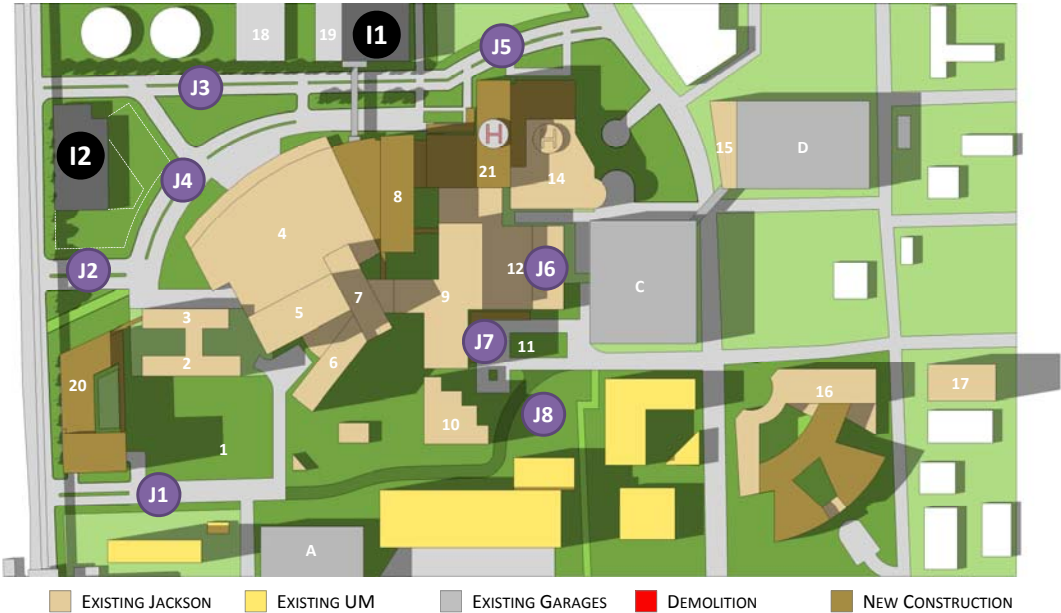 18
19
I1
J5
J3
H
H
15
D
I2
21
14
J4
8
4
J2
12
J6
C
7
9
5
3
J7
11
6
2
20
16
17
10
J8
1
J1
A
EXISTING JACKSON
EXISTING UM
EXISTING GARAGES
DEMOLITION
NEW CONSTRUCTION